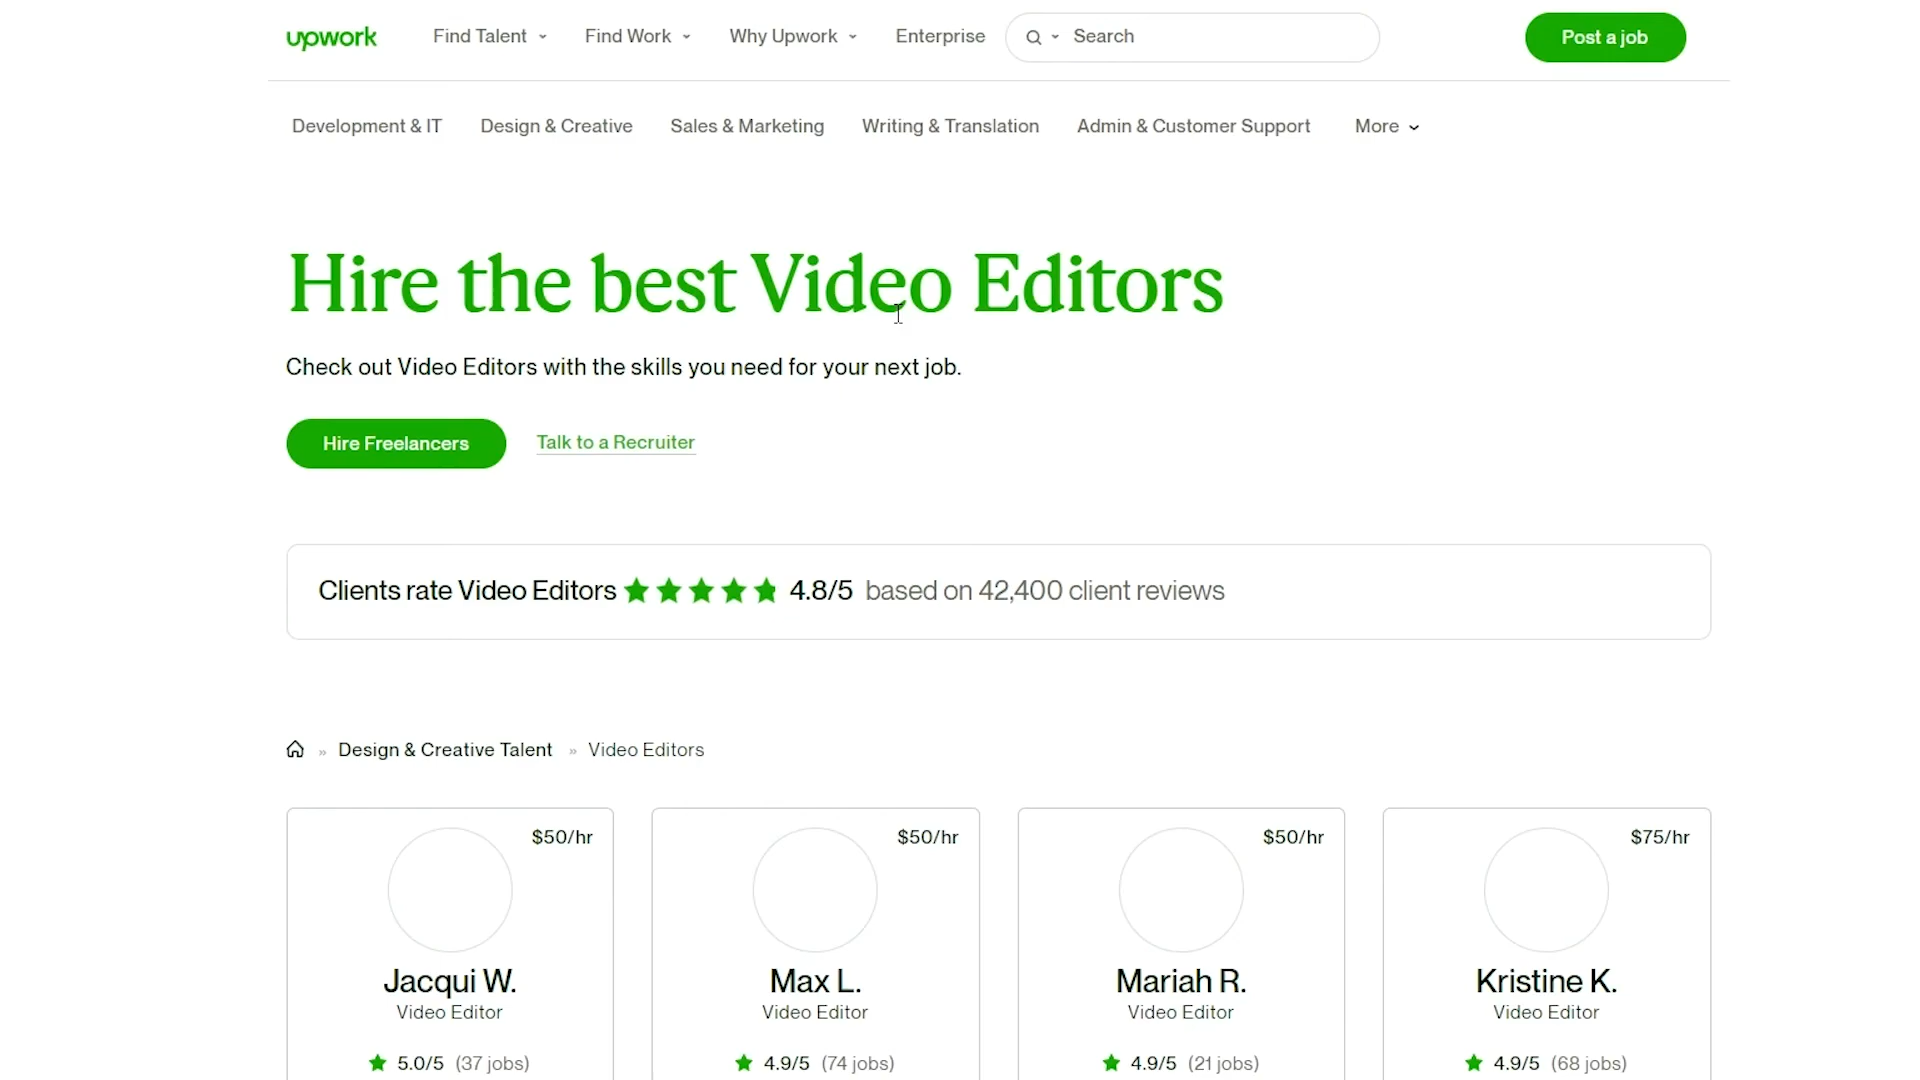 upwork Find Talent Find Work Why Upwork Enterprise Search Post a job
Development & IT Design & Creative Sales & Marketing Writing & Translation Admin & Customer Support More
Hire the best Video Editors
Check out Video Editors with the skills you need for your next job.
Hire Freelancers Talk to a Recruiter
Clients rate Video Editors 4.8/5 based on 42,400 client reviews
» Design & Creative Talent » Video Editors
$50/hr $50/hr $50/hr $75/hr
Jacqui W. Max L. Mariah R. Kristine K.
Video Editor Video Editor Video Editor Video Editor
5.0/5 (37 jobs) 4.9/5 (74 jobs) 4.9/5 (21 jobs) 4.9/5 (68 jobs)